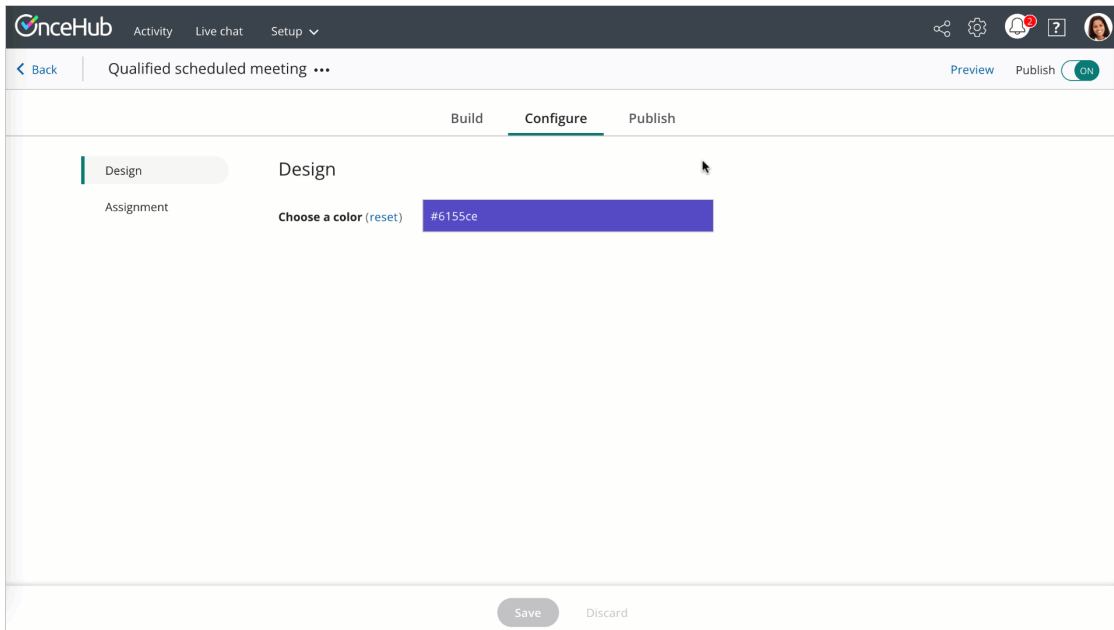 OnceHub Activity Live chat Setup 2 ?
Back Qualified scheduled meeting ••• Preview Publish ON
Build Configure Publish
Design Design
Assignment
Choose a color (reset) #6155ce
Save Discard